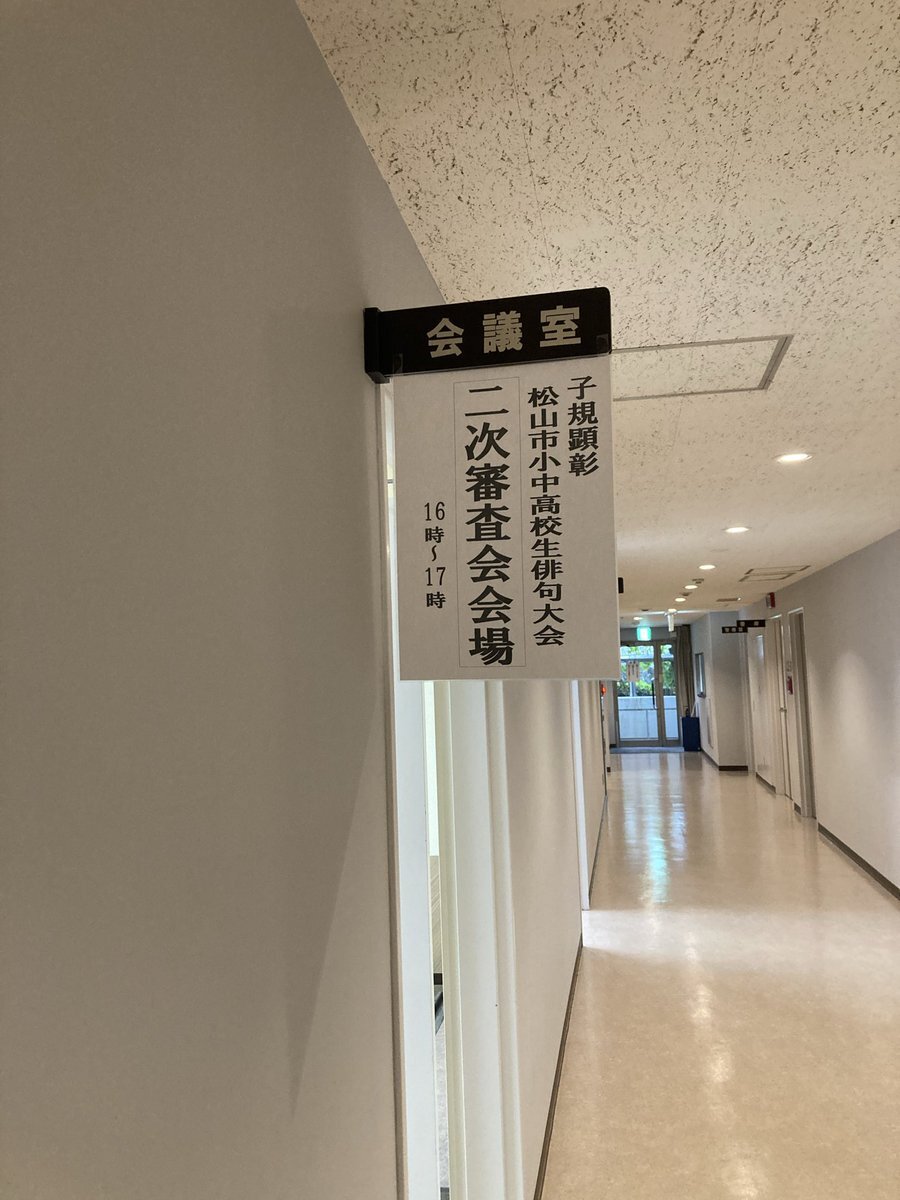 会議室
子規顕彰
松山市小中高校生俳句大会
二次審査会会場
16時~17時